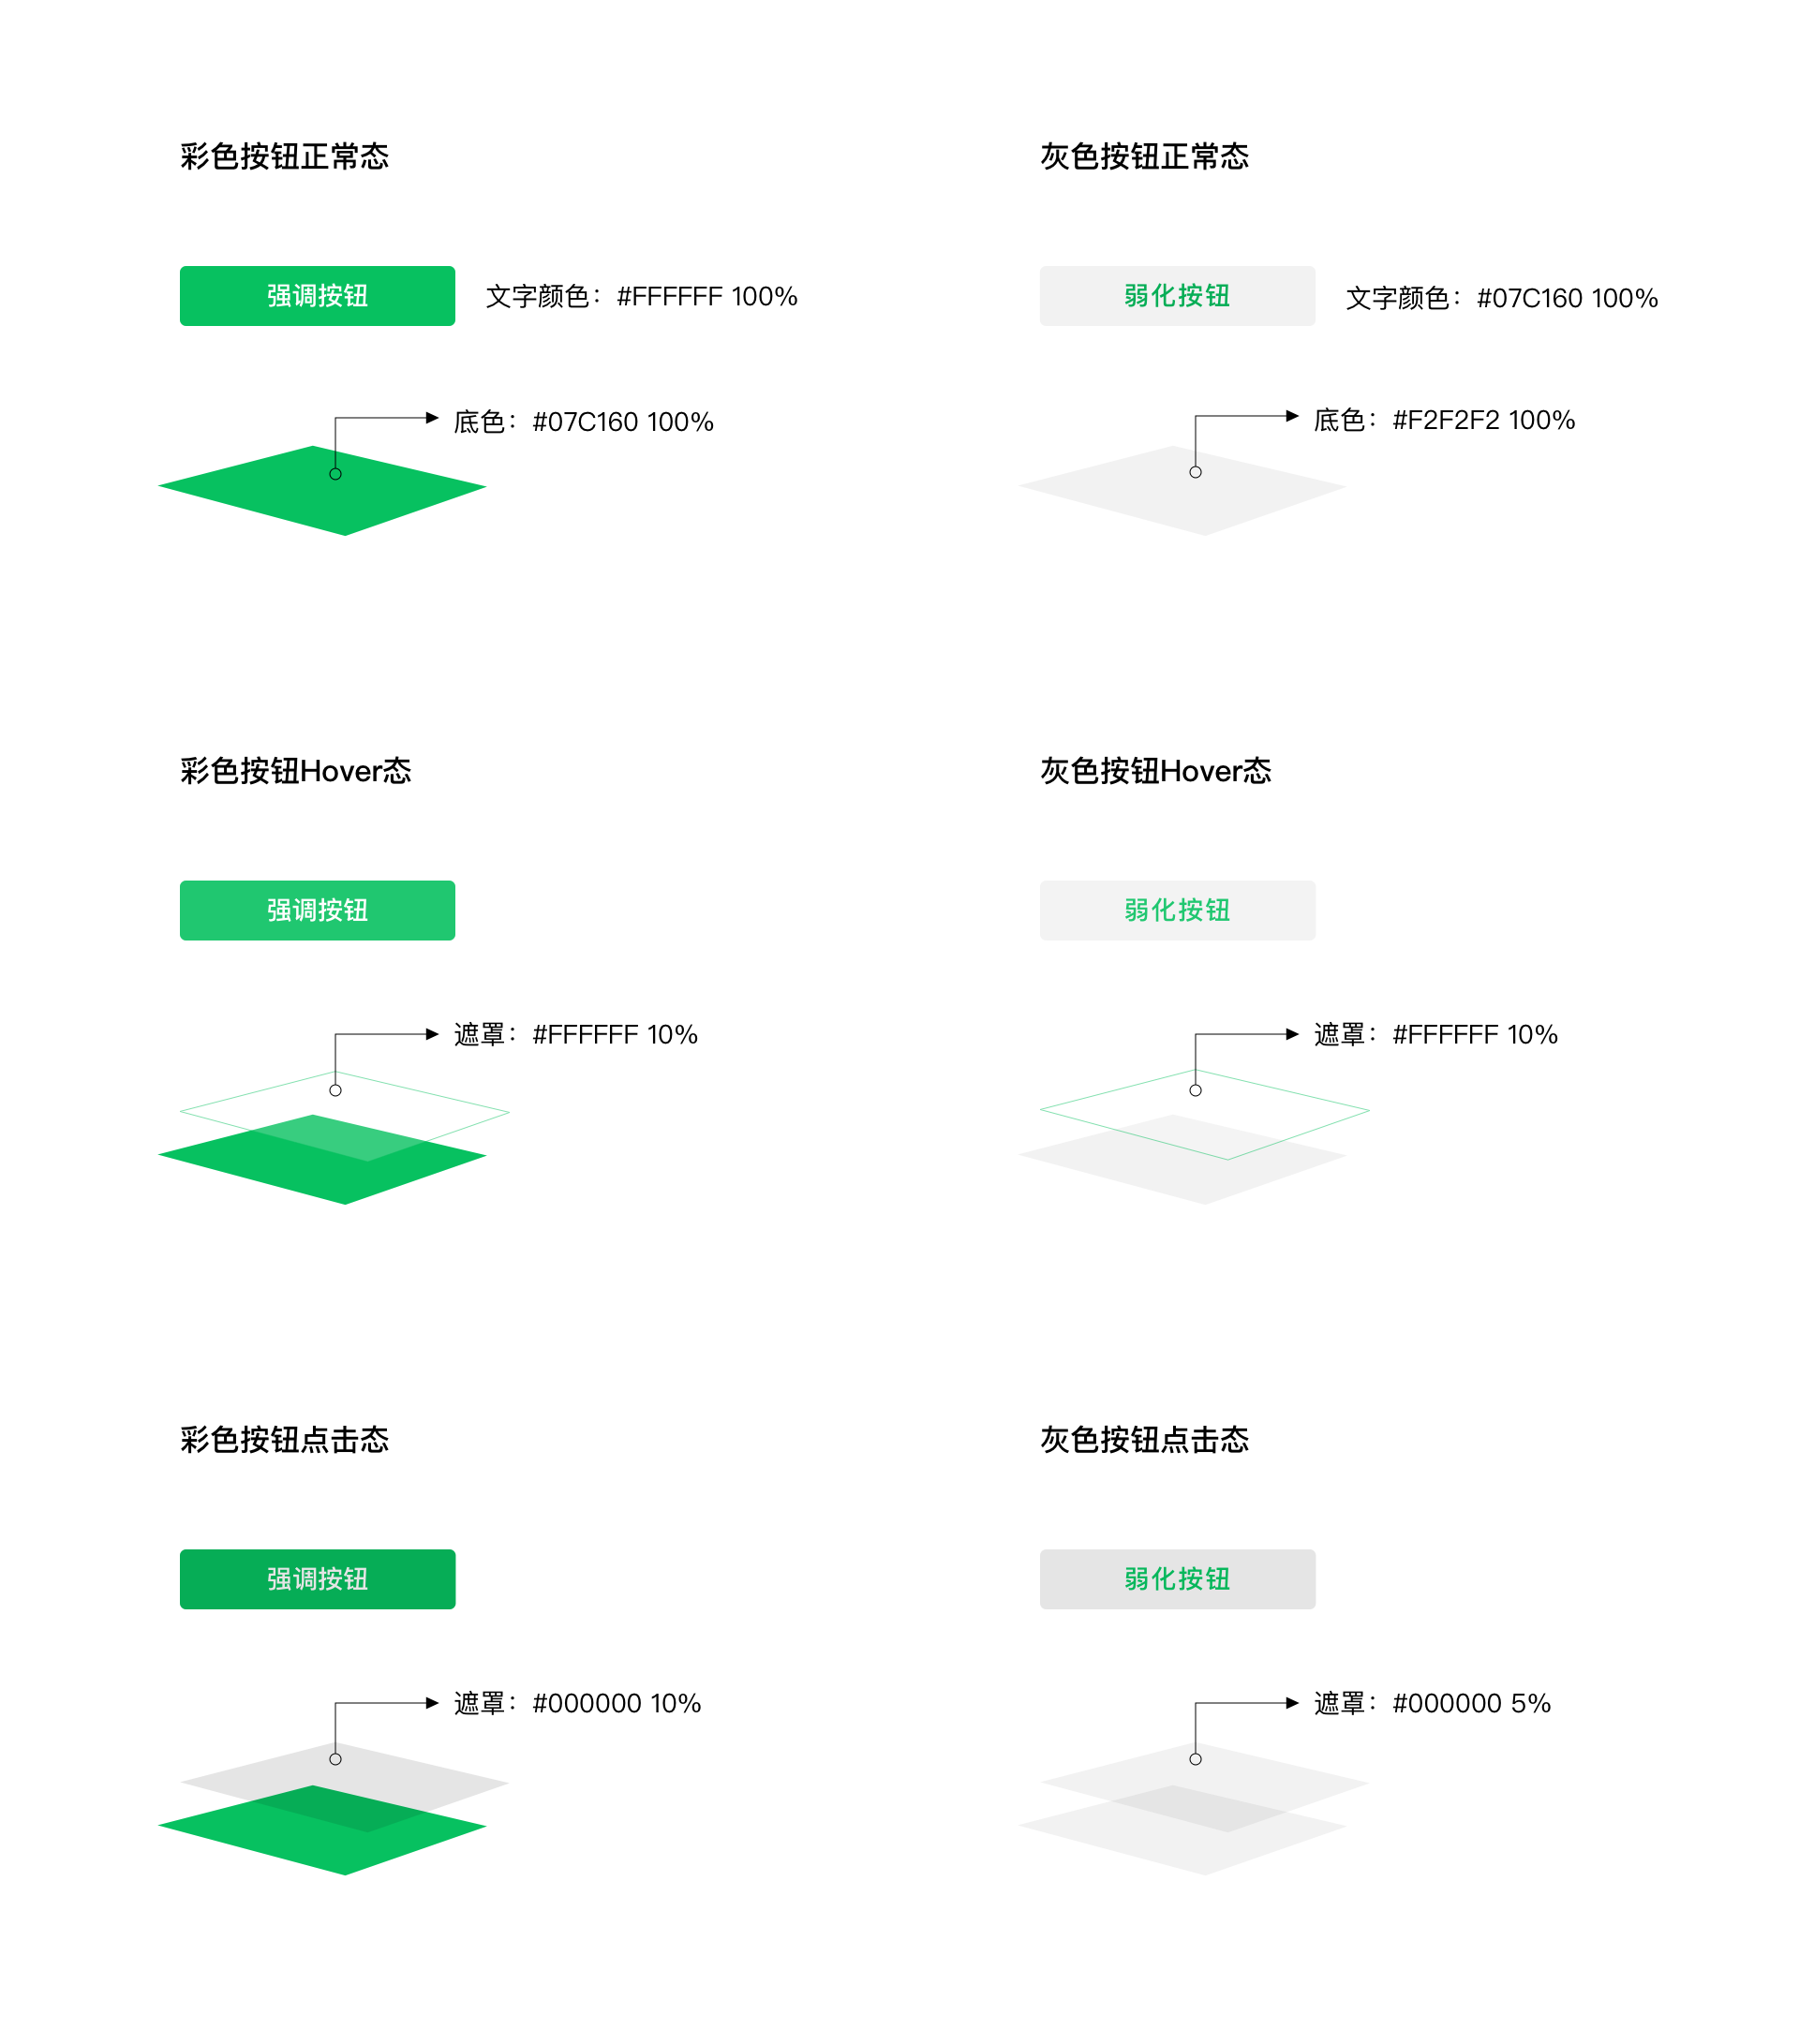 彩色按钮正常态
灰色按钮正常态
强调按钮
文字颜色：#FFFFFF 100%
弱化按钮
文字颜色：#07C160 100%
底色：#07C160 100%
底色：#F2F2F2 100%
彩色按钮Hover态
灰色按钮Hover态
强调按钮
弱化按钮
遮罩：#FFFFFF 10%
遮罩：#FFFFFF 10%
彩色按钮点击态
灰色按钮点击态
强调按钮
弱化按钮
遮罩：#000000 10%
遮罩：#000000 5%